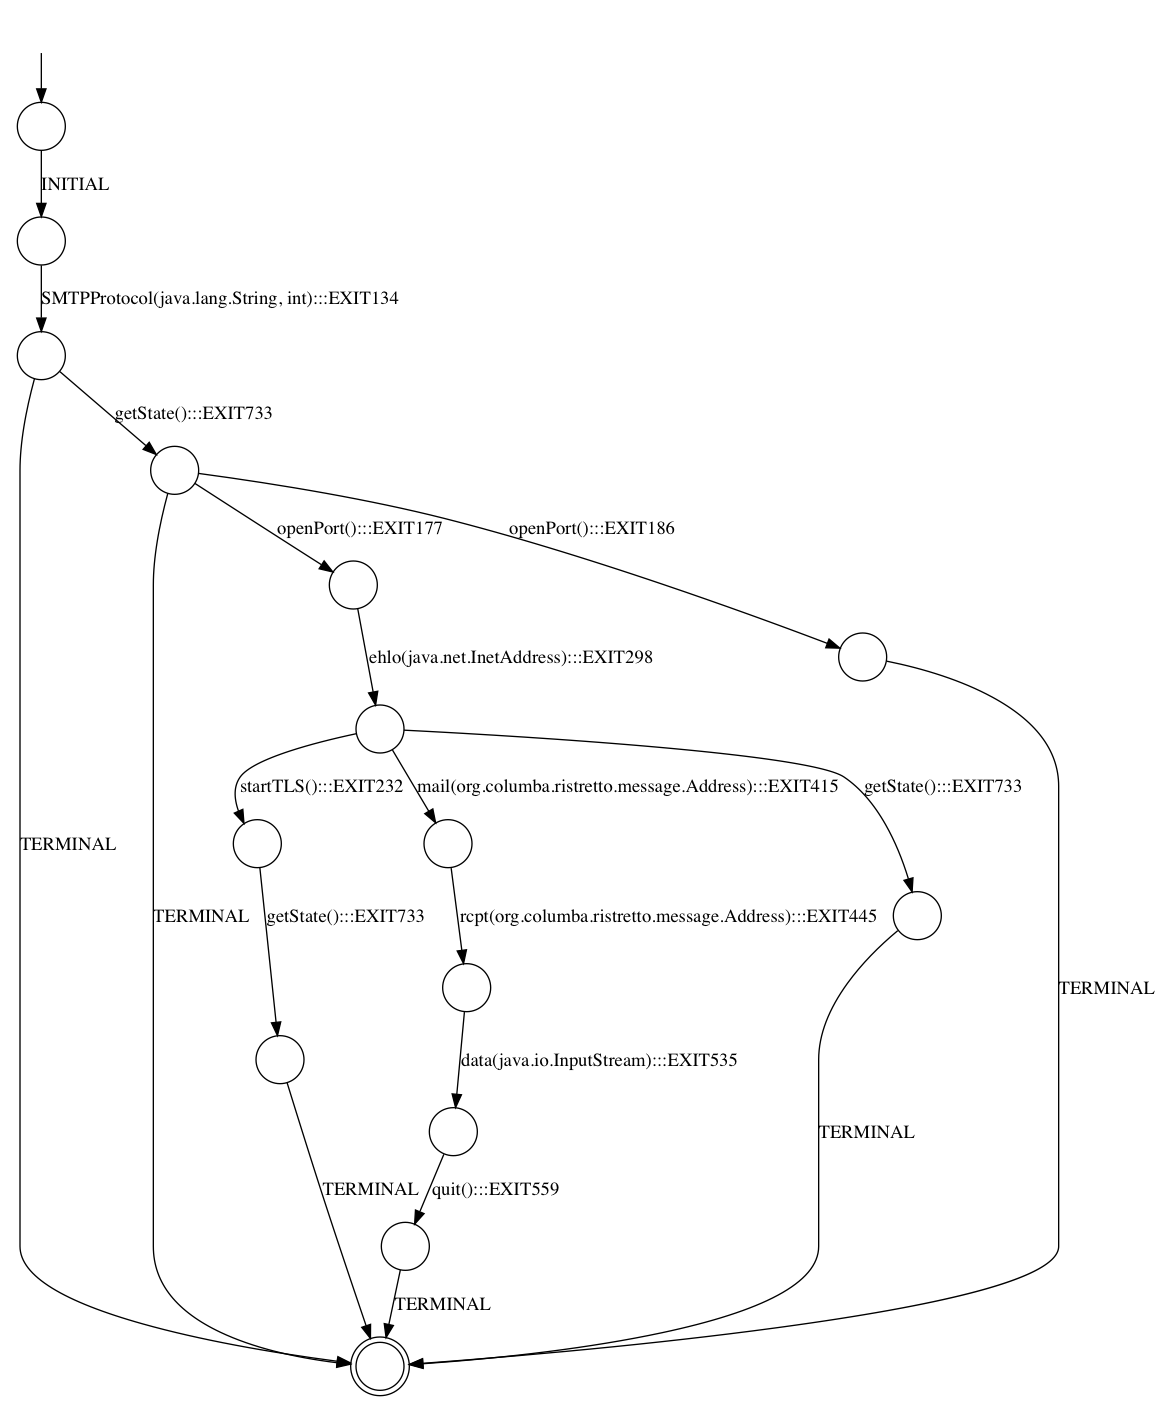 INITIAL
SMTPProtocol(java.lang.String, int):::EXIT134
getState():::EXIT733
openPort():::EXIT177
openPort():::EXIT186
ehlo(java.net.InetAddress):::EXIT298
startTLS():::EXIT232
mail(org.columba.ristretto.message.Address):::EXIT415
getState():::EXIT733
TERMINAL
TERMINAL
getState():::EXIT733
rcpt(org.columba.ristretto.message.Address):::EXIT445
TERMINAL
data(java.io.InputStream):::EXIT535
TERMINAL
TERMINAL
quit():::EXIT559
TERMINAL